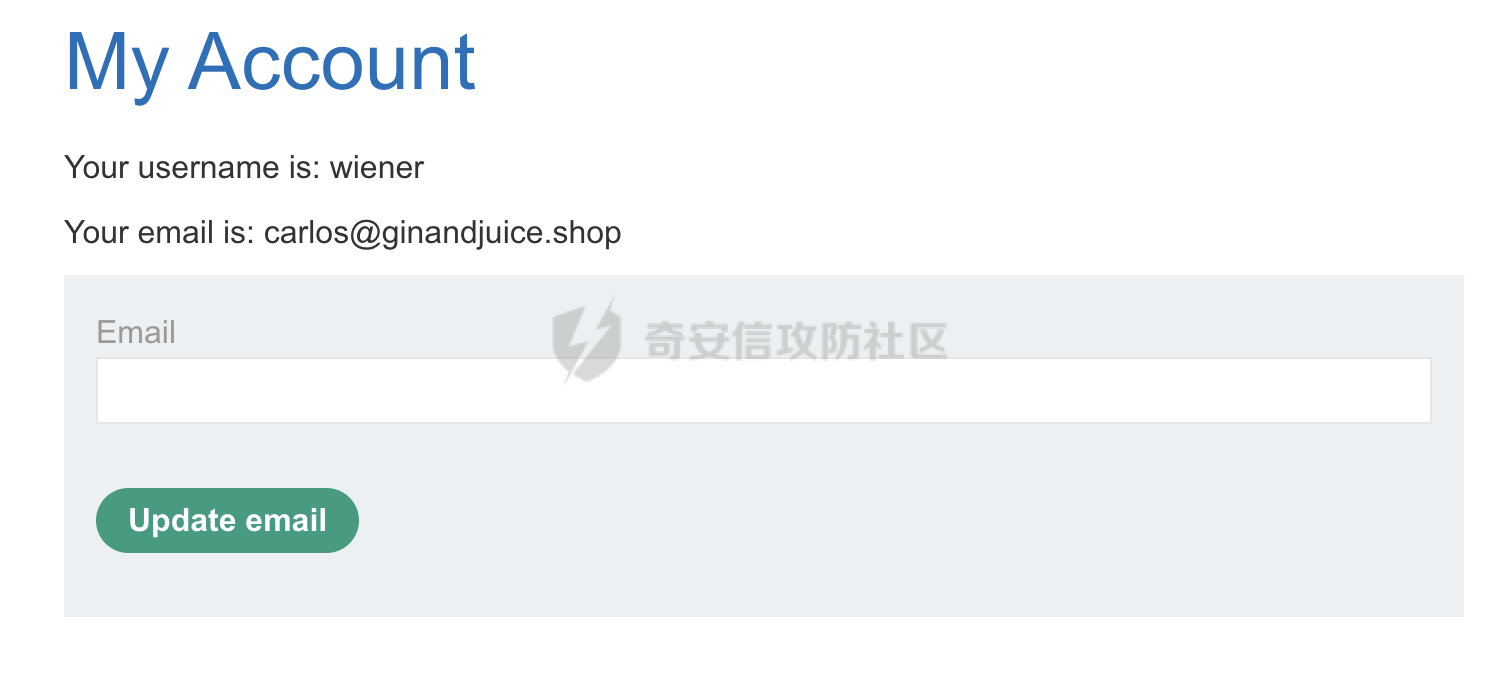 My Account
Your username is: wiener
Your email is: carlos@ginandjuice.shop
Email
奇安信攻防社区
Update email